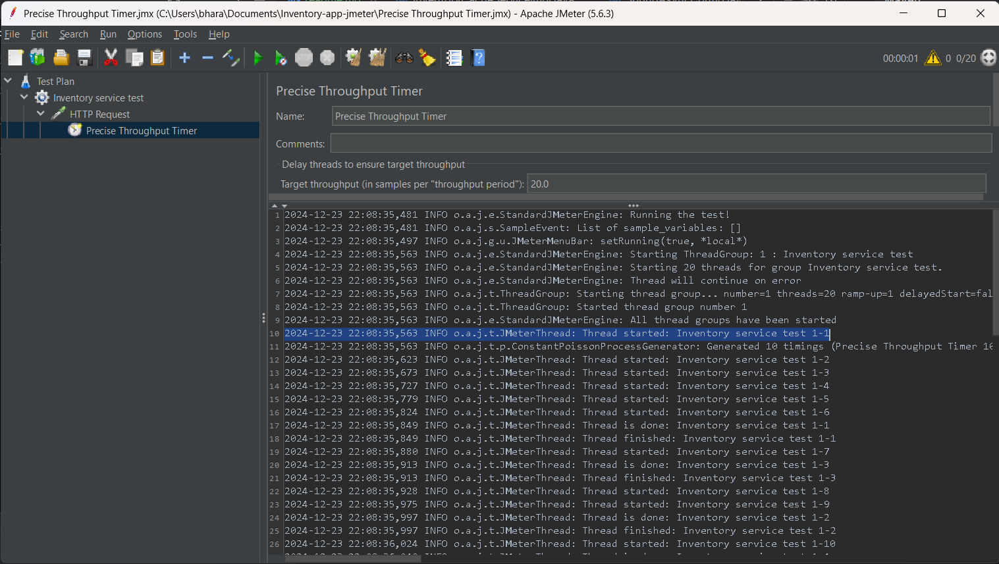 Precise Throughput Timer.jmx (C:\Users\bhara\Documents\Inventory-app-jmeter\Precise Throughput Timer.jmx) - Apache JMeter (5.6.3)
File Edit Search Run Options Tools Help
STOP 00:00:01 0 0/20
Test Plan
Inventory service test
HTTP Request
Precise Throughput Timer
Precise Throughput Timer
Name: Precise Throughput Timer
Comments:
Delay threads to ensure target throughput
Target throughput (in samples per "throughput period"): 20.0
1 2024-12-23 22:08:35,481 INFO o.a.j.e.StandardJMeterEngine: Running the test!
2 2024-12-23 22:08:35,481 INFO o.a.j.s.SampleEvent: List of sample_variables: []
3 2024-12-23 22:08:35,497 INFO o.a.j.g.u.JMeterMenuBar: setRunning(true, *local*)
4 2024-12-23 22:08:35,563 INFO o.a.j.e.StandardJMeterEngine: Starting ThreadGroup: 1 : Inventory service test
5 2024-12-23 22:08:35,563 INFO o.a.j.e.StandardJMeterEngine: Starting 20 threads for group Inventory service test.
6 2024-12-23 22:08:35,563 INFO o.a.j.e.StandardJMeterEngine: Thread will continue on error
7 2024-12-23 22:08:35,563 INFO o.a.j.t.ThreadGroup: Starting thread group... number=1 threads=20 ramp-up=1 delayedStart=fal
8 2024-12-23 22:08:35,563 INFO o.a.j.t.ThreadGroup: Started thread group number 1
9 2024-12-23 22:08:35,563 INFO o.a.j.e.StandardJMeterEngine: All thread groups have been started
10 2024-12-23 22:08:35,563 INFO o.a.j.t.JMeterThread: Thread started: Inventory service test 1-1
11 2024-12-23 22:08:35,563 INFO o.a.j.t.p.ConstantPoissonProcessGenerator: Generated 10 timings (Precise Throughput Timer 10
12 2024-12-23 22:08:35,623 INFO o.a.j.t.JMeterThread: Thread started: Inventory service test 1-2
13 2024-12-23 22:08:35,673 INFO o.a.j.t.JMeterThread: Thread started: Inventory service test 1-3
14 2024-12-23 22:08:35,727 INFO o.a.j.t.JMeterThread: Thread started: Inventory service test 1-4
15 2024-12-23 22:08:35,779 INFO o.a.j.t.JMeterThread: Thread started: Inventory service test 1-5
16 2024-12-23 22:08:35,824 INFO o.a.j.t.JMeterThread: Thread started: Inventory service test 1-6
17 2024-12-23 22:08:35,849 INFO o.a.j.t.JMeterThread: Thread is done: Inventory service test 1-1
18 2024-12-23 22:08:35,849 INFO o.a.j.t.JMeterThread: Thread finished: Inventory service test 1-1
19 2024-12-23 22:08:35,880 INFO o.a.j.t.JMeterThread: Thread started: Inventory service test 1-7
20 2024-12-23 22:08:35,913 INFO o.a.j.t.JMeterThread: Thread is done: Inventory service test 1-3
21 2024-12-23 22:08:35,913 INFO o.a.j.t.JMeterThread: Thread finished: Inventory service test 1-3
22 2024-12-23 22:08:35,928 INFO o.a.j.t.JMeterThread: Thread started: Inventory service test 1-8
23 2024-12-23 22:08:35,975 INFO o.a.j.t.JMeterThread: Thread started: Inventory service test 1-9
24 2024-12-23 22:08:35,997 INFO o.a.j.t.JMeterThread: Thread is done: Inventory service test 1-2
25 2024-12-23 22:08:35,997 INFO o.a.j.t.JMeterThread: Thread finished: Inventory service test 1-2
26 2024-12-23 22:08:36,024 INFO o.a.j.t.JMeterThread: Thread started: Inventory service test 1-10